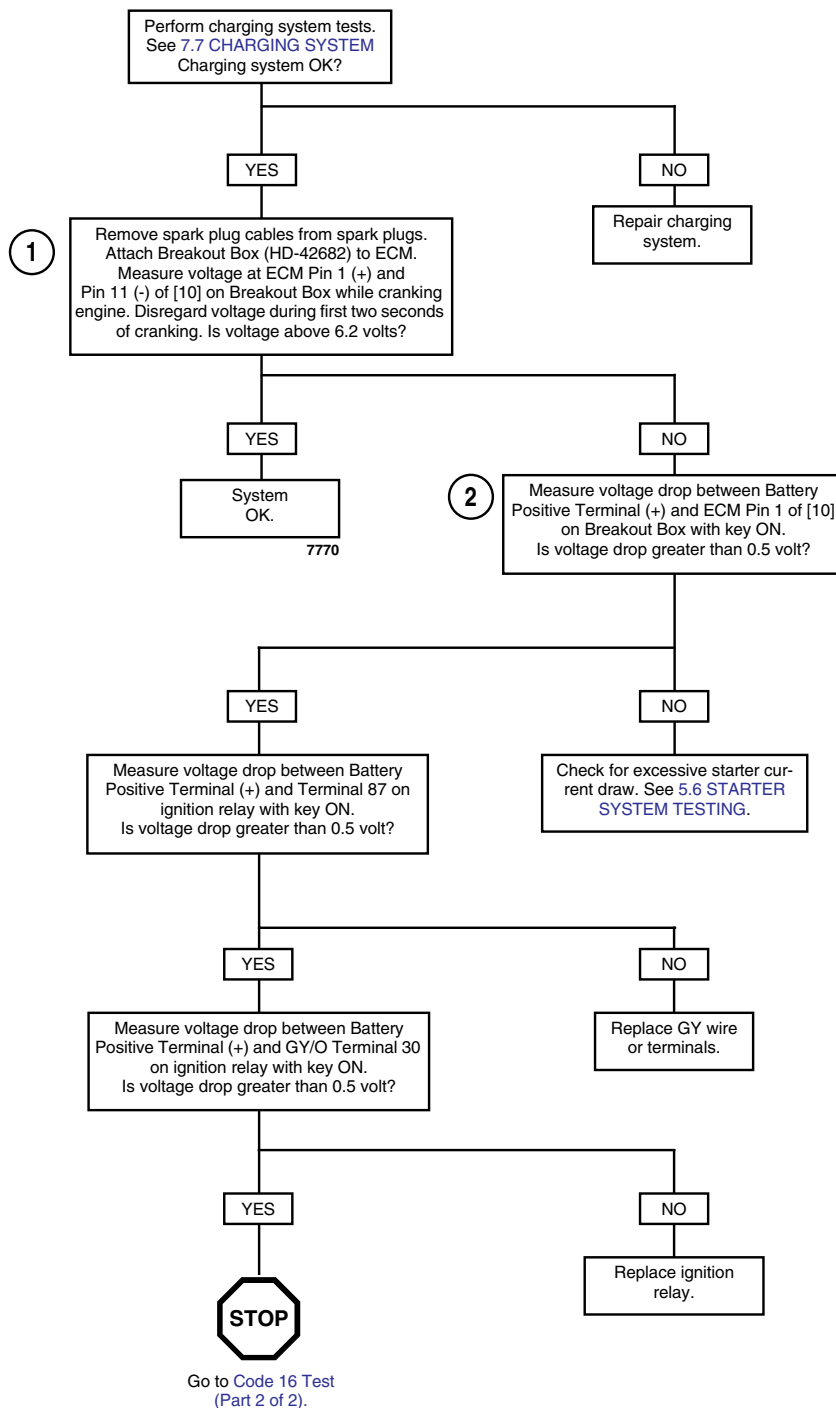 Perform charging system tests.
See 7.7 CHARGING SYSTEM
Charging system OK?
YES
NO
1
Remove spark plug cables from spark plugs.
Attach Breakout Box (HD-42682) to ECM.
Measure voltage at ECM Pin 1 (+) and
Pin 11 (-) of [10] on Breakout Box while cranking
engine. Disregard voltage during first two seconds
of cranking. Is voltage above 6.2 volts?
Repair charging
system.
YES
NO
System
OK.
7770
2
Measure voltage drop between Battery
Positive Terminal (+) and ECM Pin 1 of [10]
on Breakout Box with key ON.
Is voltage drop greater than 0.5 volt?
YES
NO
Measure voltage drop between Battery
Positive Terminal (+) and Terminal 87 on
ignition relay with key ON.
Is voltage drop greater than 0.5 volt?
Check for excessive starter cur-
rent draw. See 5.6 STARTER
SYSTEM TESTING.
YES
NO
Measure voltage drop between Battery
Positive Terminal (+) and GY/O Terminal 30
on ignition relay with key ON.
Is voltage drop greater than 0.5 volt?
Replace GY wire
or terminals.
YES
NO
STOP
Replace ignition
relay.
Go to Code 16 Test
(Part 2 of 2).